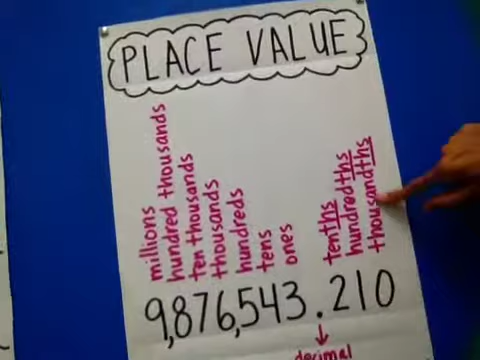 PLACE VALUE
millions
hundred thousands
ten thousands
thousands
hundreds
tens
ones
tenths
hundredths
thousandths
9,876,543.210
decimal